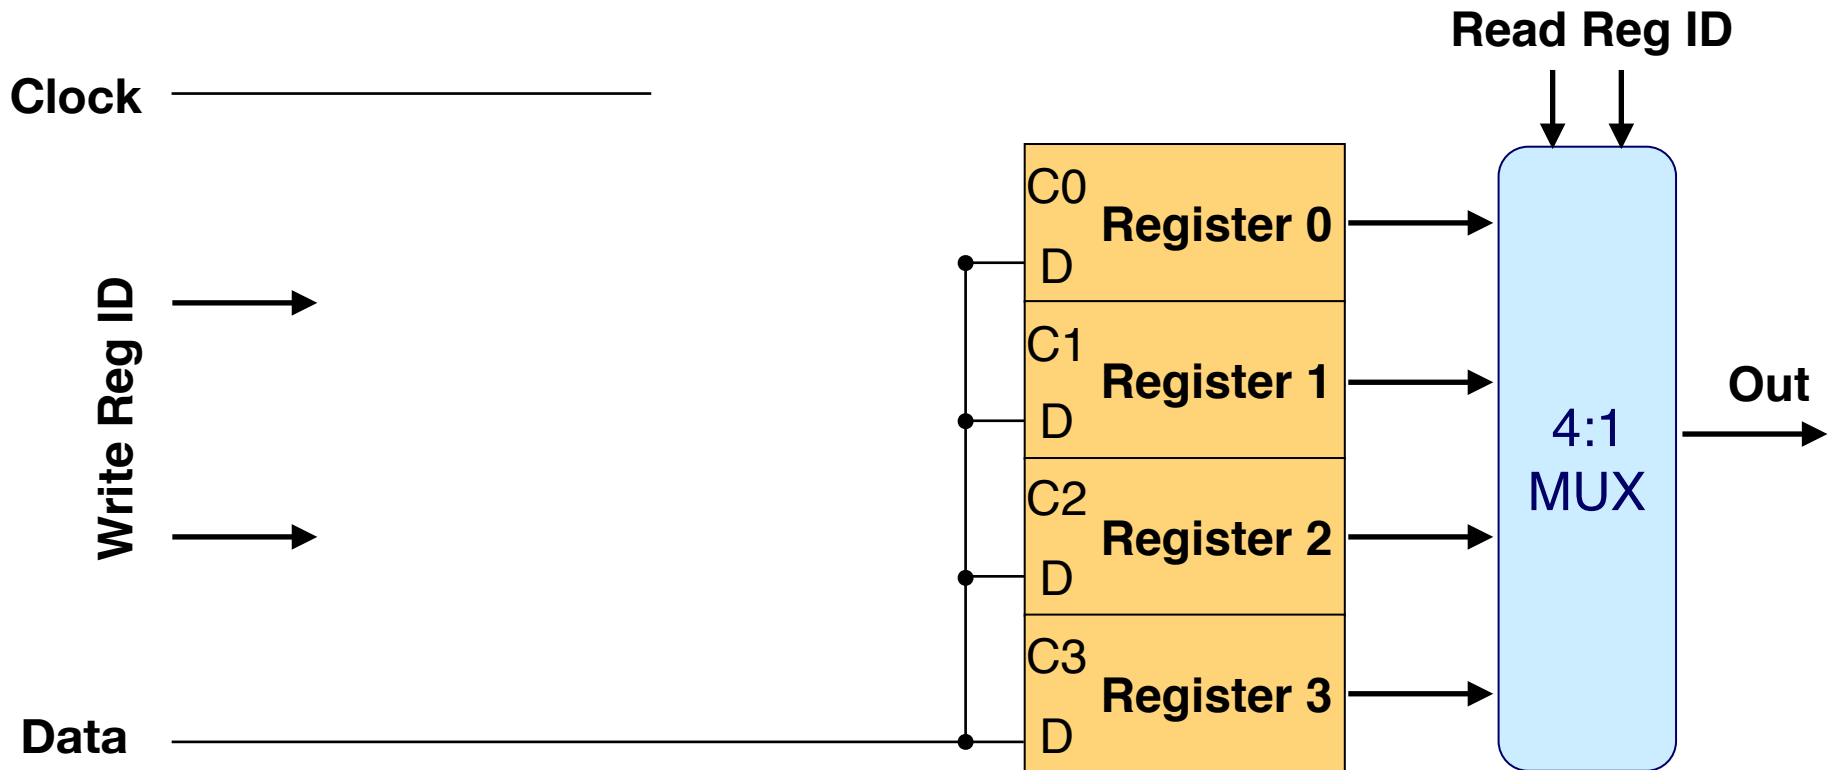 Read Reg ID
Clock
C0
Register 0
D
Write Reg ID
C1
Register 1
D
Out
4:1
MUX
C2
Register 2
D
C3
Register 3
D
Data